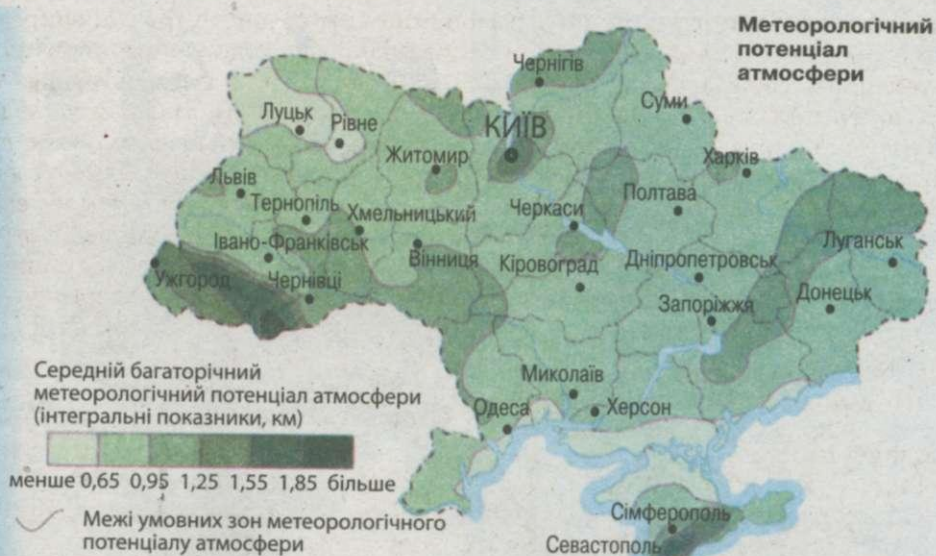 Метеорологічний
потенціал
атмосфери
Чернігів
Суми
Луцьк
Рівне
КИЇВ
Житомир
Харків
Львів
Полтава
Тернопіль
Хмельницький
Черкаси
Луганськ
Івано-Франківськ
Вінниця
Кіровоград
Дніпропетровськ
Ужгород
Чернівці
Запоріжжя
Донецьк
Середній багаторічний
метеорологічний потенціал атмосфери
(інтегральні показники, км)
Миколаїв
Одеса
Херсон
менше 0,65 0,95 1,25 1,55 1,85 більше
Межі умовних зон метеорологічного
потенціалу атмосфери
Сімферополь
Севастополь